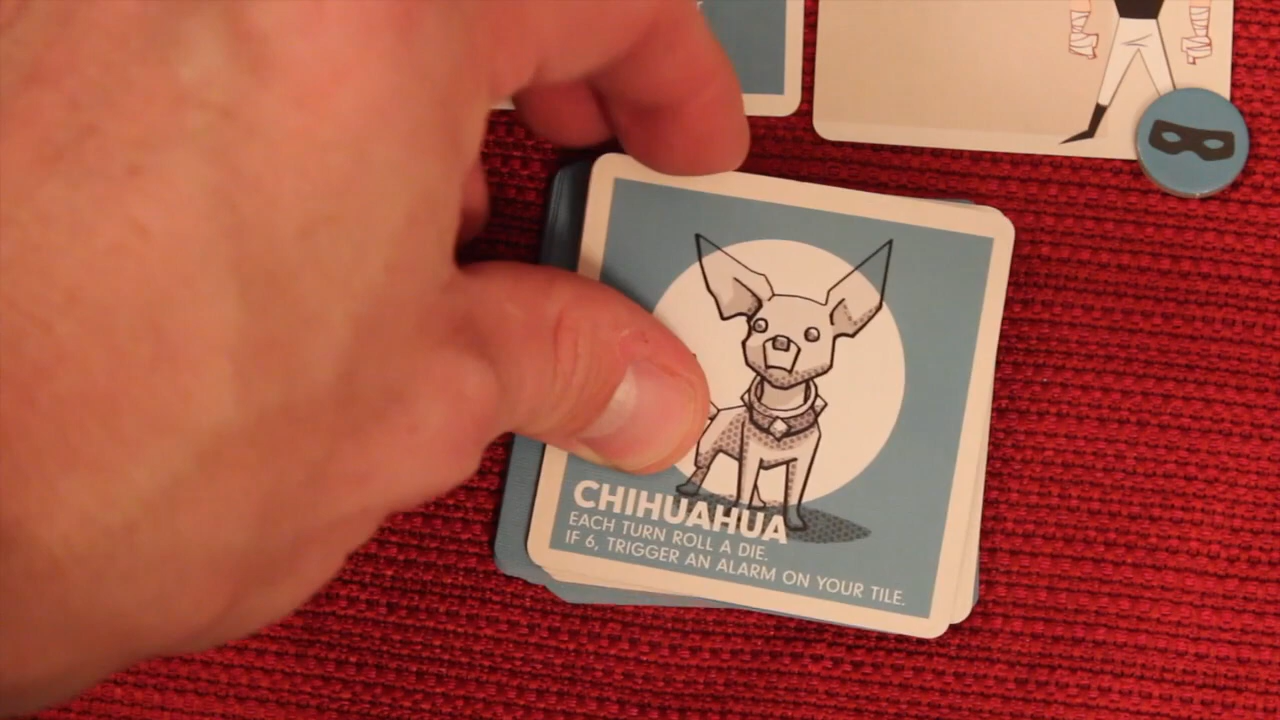 CHIHUAHUA
EACH TURN ROLL A DIE.
IF 6, TRIGGER AN ALARM ON YOUR TILE.